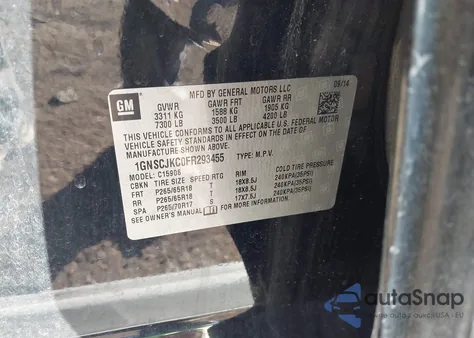 GM
MFD BY GENERAL MOTORS LLC
09/14
GVWR GAWR FRT GAWR RR
3311 KG 1588 KG 1905 KG
7300 LB 3500 LB 4200 LB
THIS VEHICLE CONFORMS TO ALL APPLICABLE U.S. FEDERAL MOTOR
VEHICLE SAFETY STANDARDS IN EFFECT ON THE DATE OF
MANUFACTURE SHOWN ABOVE.
1GNSCJKC0FR293455 TYPE: M.P.V.
MODEL: C15906
CBKN TIRE SIZE SPEED RTG RIM COLD TIRE PRESSURE
FRT P265/65R18 T 18X8.5J 240KPA(35PSI)
RR P265/65R18 T 18X8.5J 240KPA(35PSI)
SPA P265/70R17 S 17X7.5J 240KPA(35PSI)
SEE OWNER'S MANUAL FOR MORE INFORMATION.
autaSnap